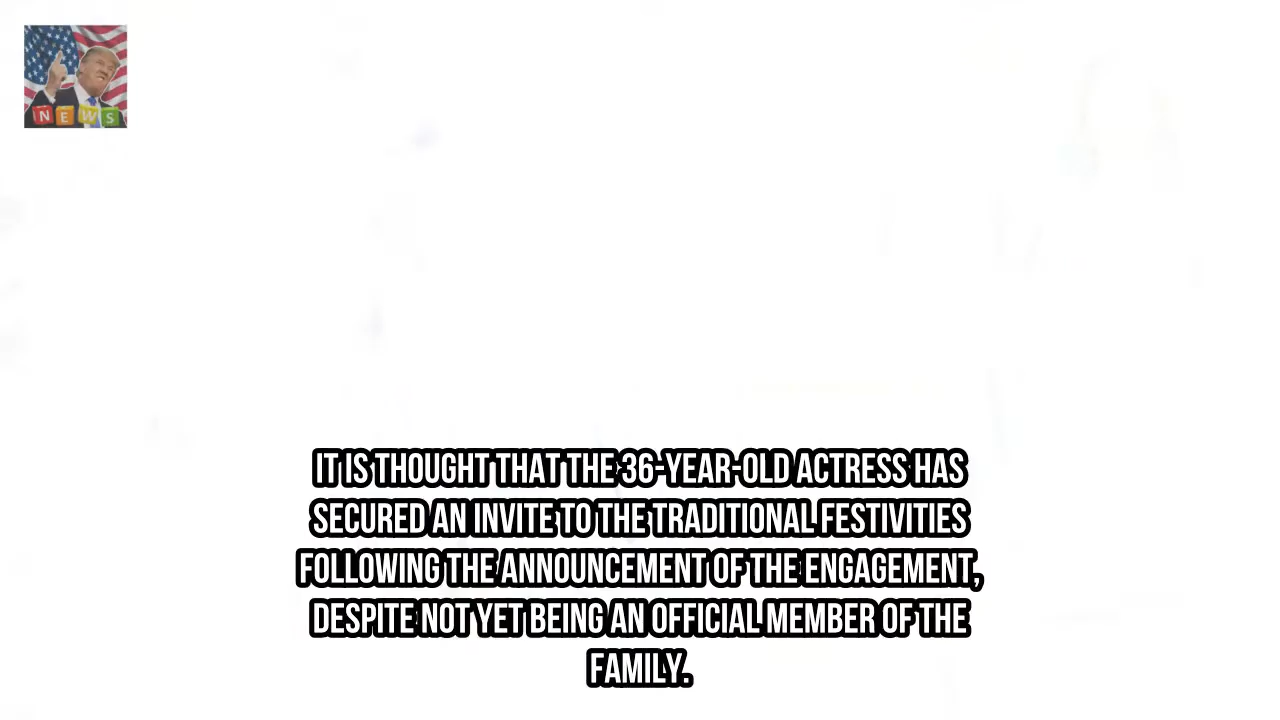 NEWS
IT IS THOUGHT THAT THE 36-YEAR-OLD ACTRESS HAS
SECURED AN INVITE TO THE TRADITIONAL FESTIVITIES
FOLLOWING THE ANNOUNCEMENT OF THE ENGAGEMENT,
DESPITE NOT YET BEING AN OFFICIAL MEMBER OF THE
FAMILY.